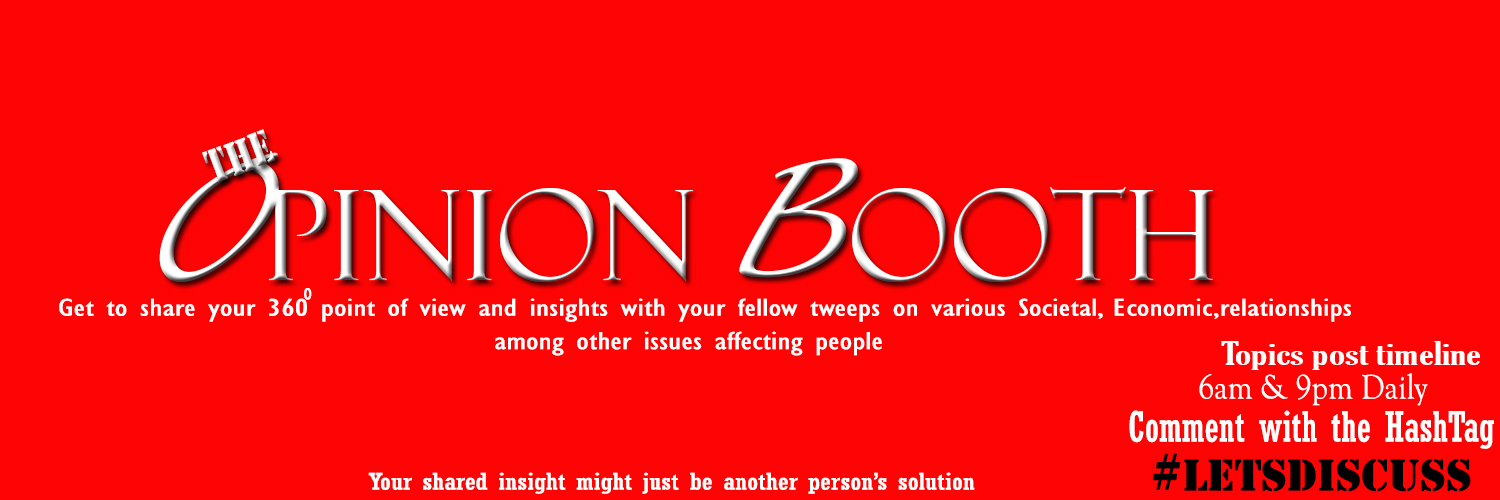 THE
OPINION BOOTH
Get to share your 360⁰ point of view and insights with your fellow tweeps on various Societal, Economic,relationships
among other issues affecting people
Topics post timeline
6am & 9pm Daily
Comment with the HashTag
#LETSDISCUSS
Your shared insight might just be another person's solution